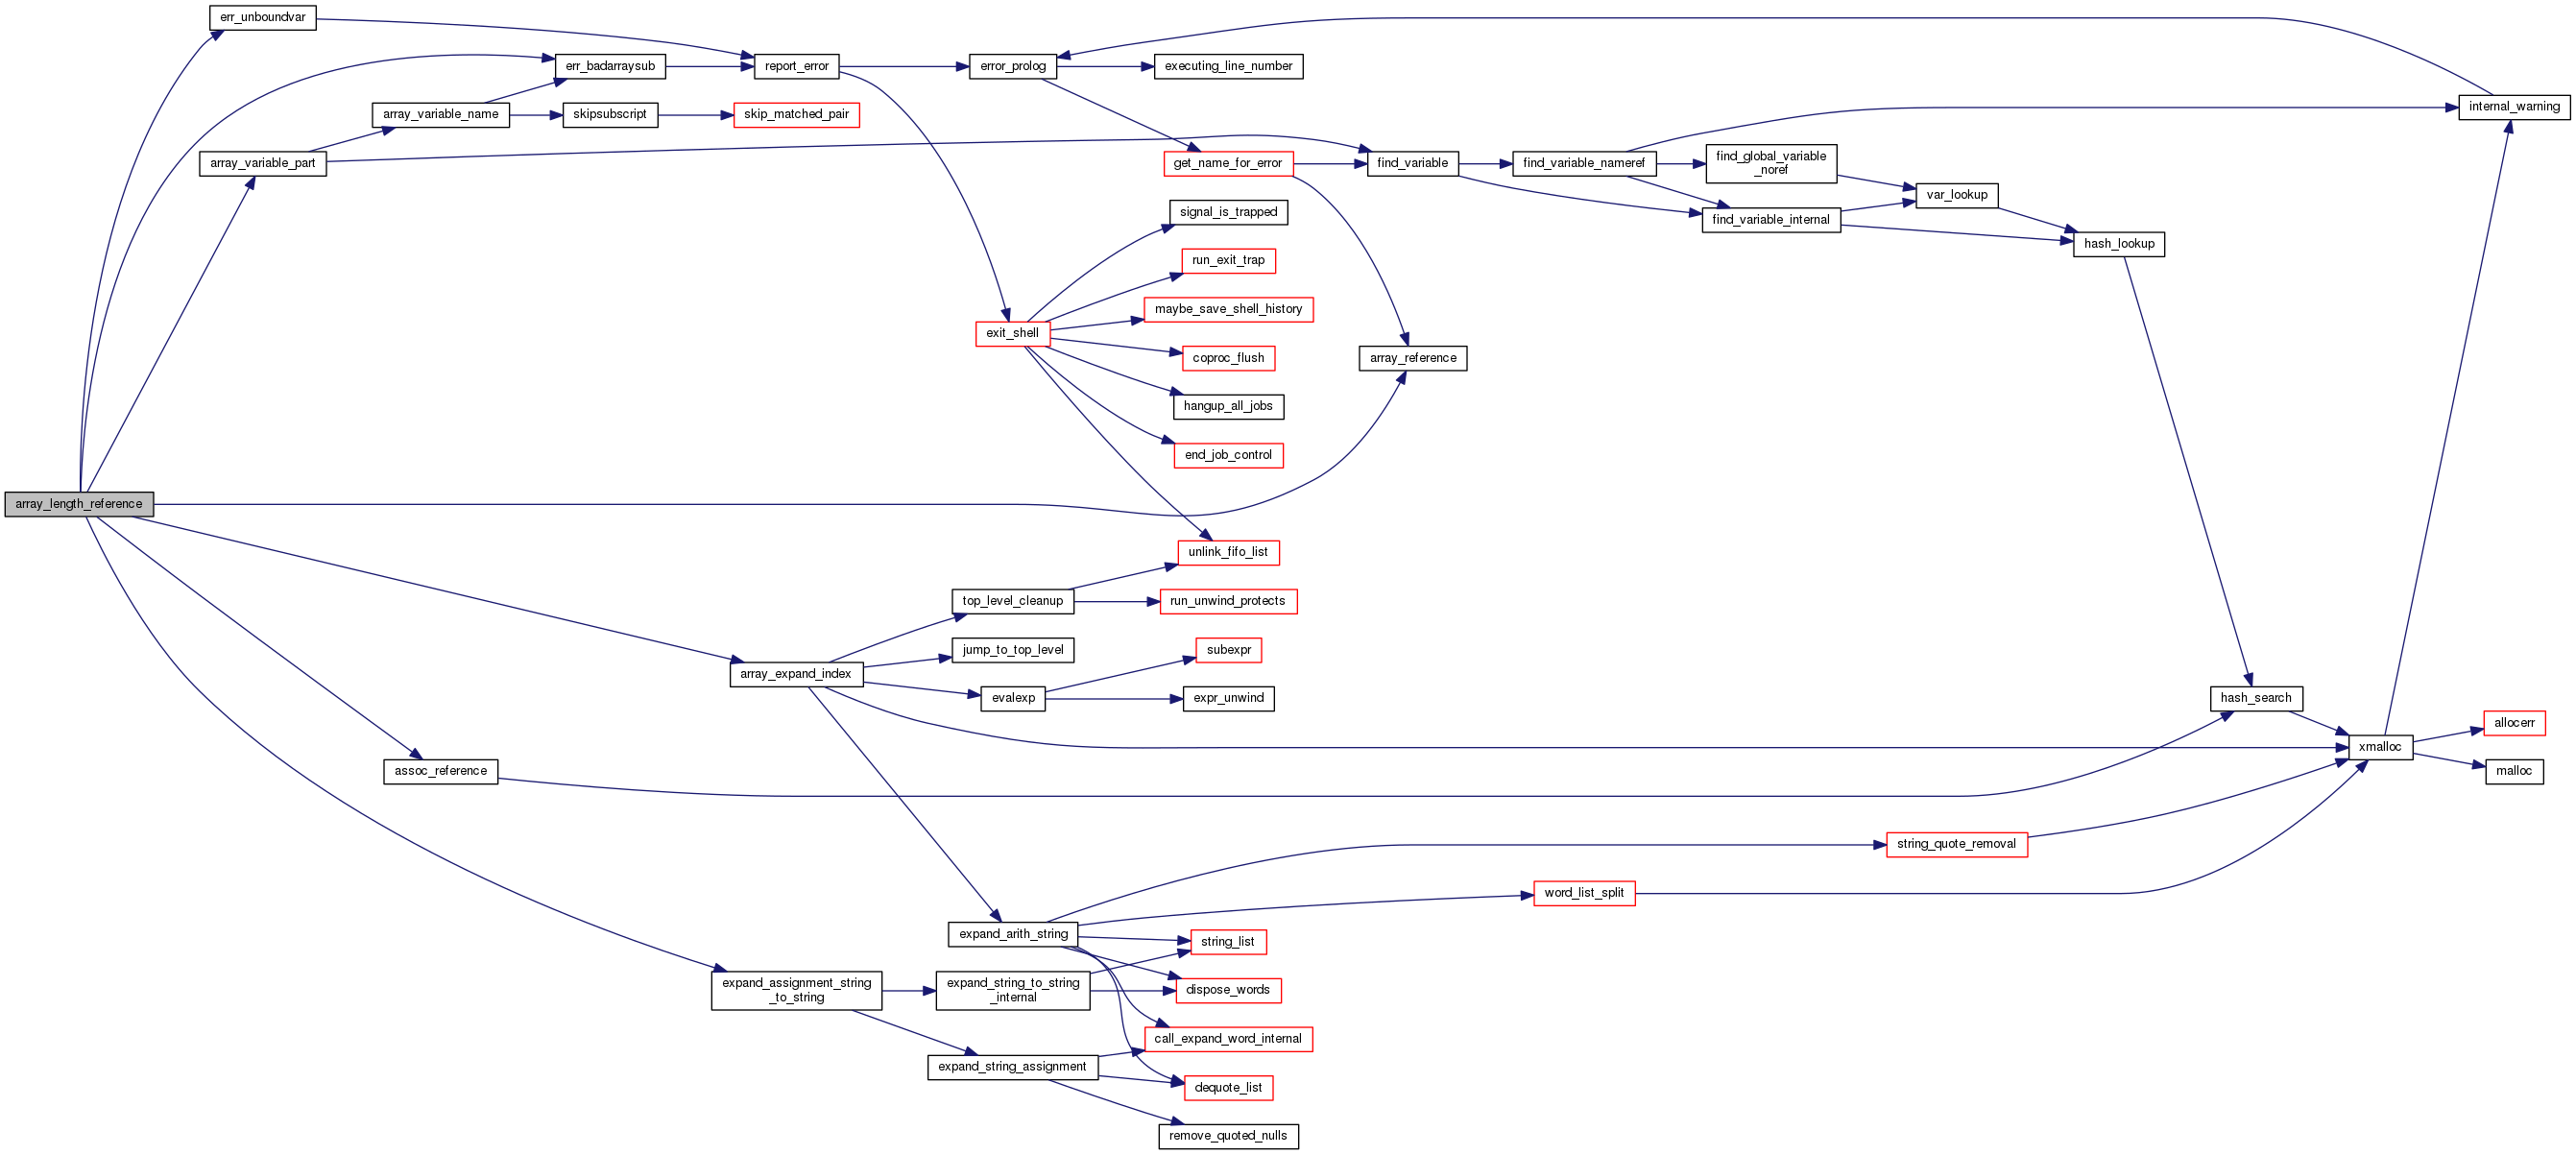 err_unboundvar
err_badarraysub
report_error
error_prolog
executing_line_number
internal_warning
array_variable_name
skipsubscript
skip_matched_pair
array_variable_part
get_name_for_error
find_variable
find_variable_nameref
find_global_variable
_noref
var_lookup
signal_is_trapped
find_variable_internal
hash_lookup
run_exit_trap
maybe_save_shell_history
exit_shell
coproc_flush
array_reference
hangup_all_jobs
end_job_control
array_length_reference
unlink_fifo_list
top_level_cleanup
run_unwind_protects
jump_to_top_level
subexpr
array_expand_index
evalexp
expr_unwind
hash_search
allocerr
xmalloc
assoc_reference
malloc
string_quote_removal
word_list_split
expand_arith_string
string_list
expand_assignment_string
_to_string
expand_string_to_string
_internal
dispose_words
call_expand_word_internal
expand_string_assignment
dequote_list
remove_quoted_nulls